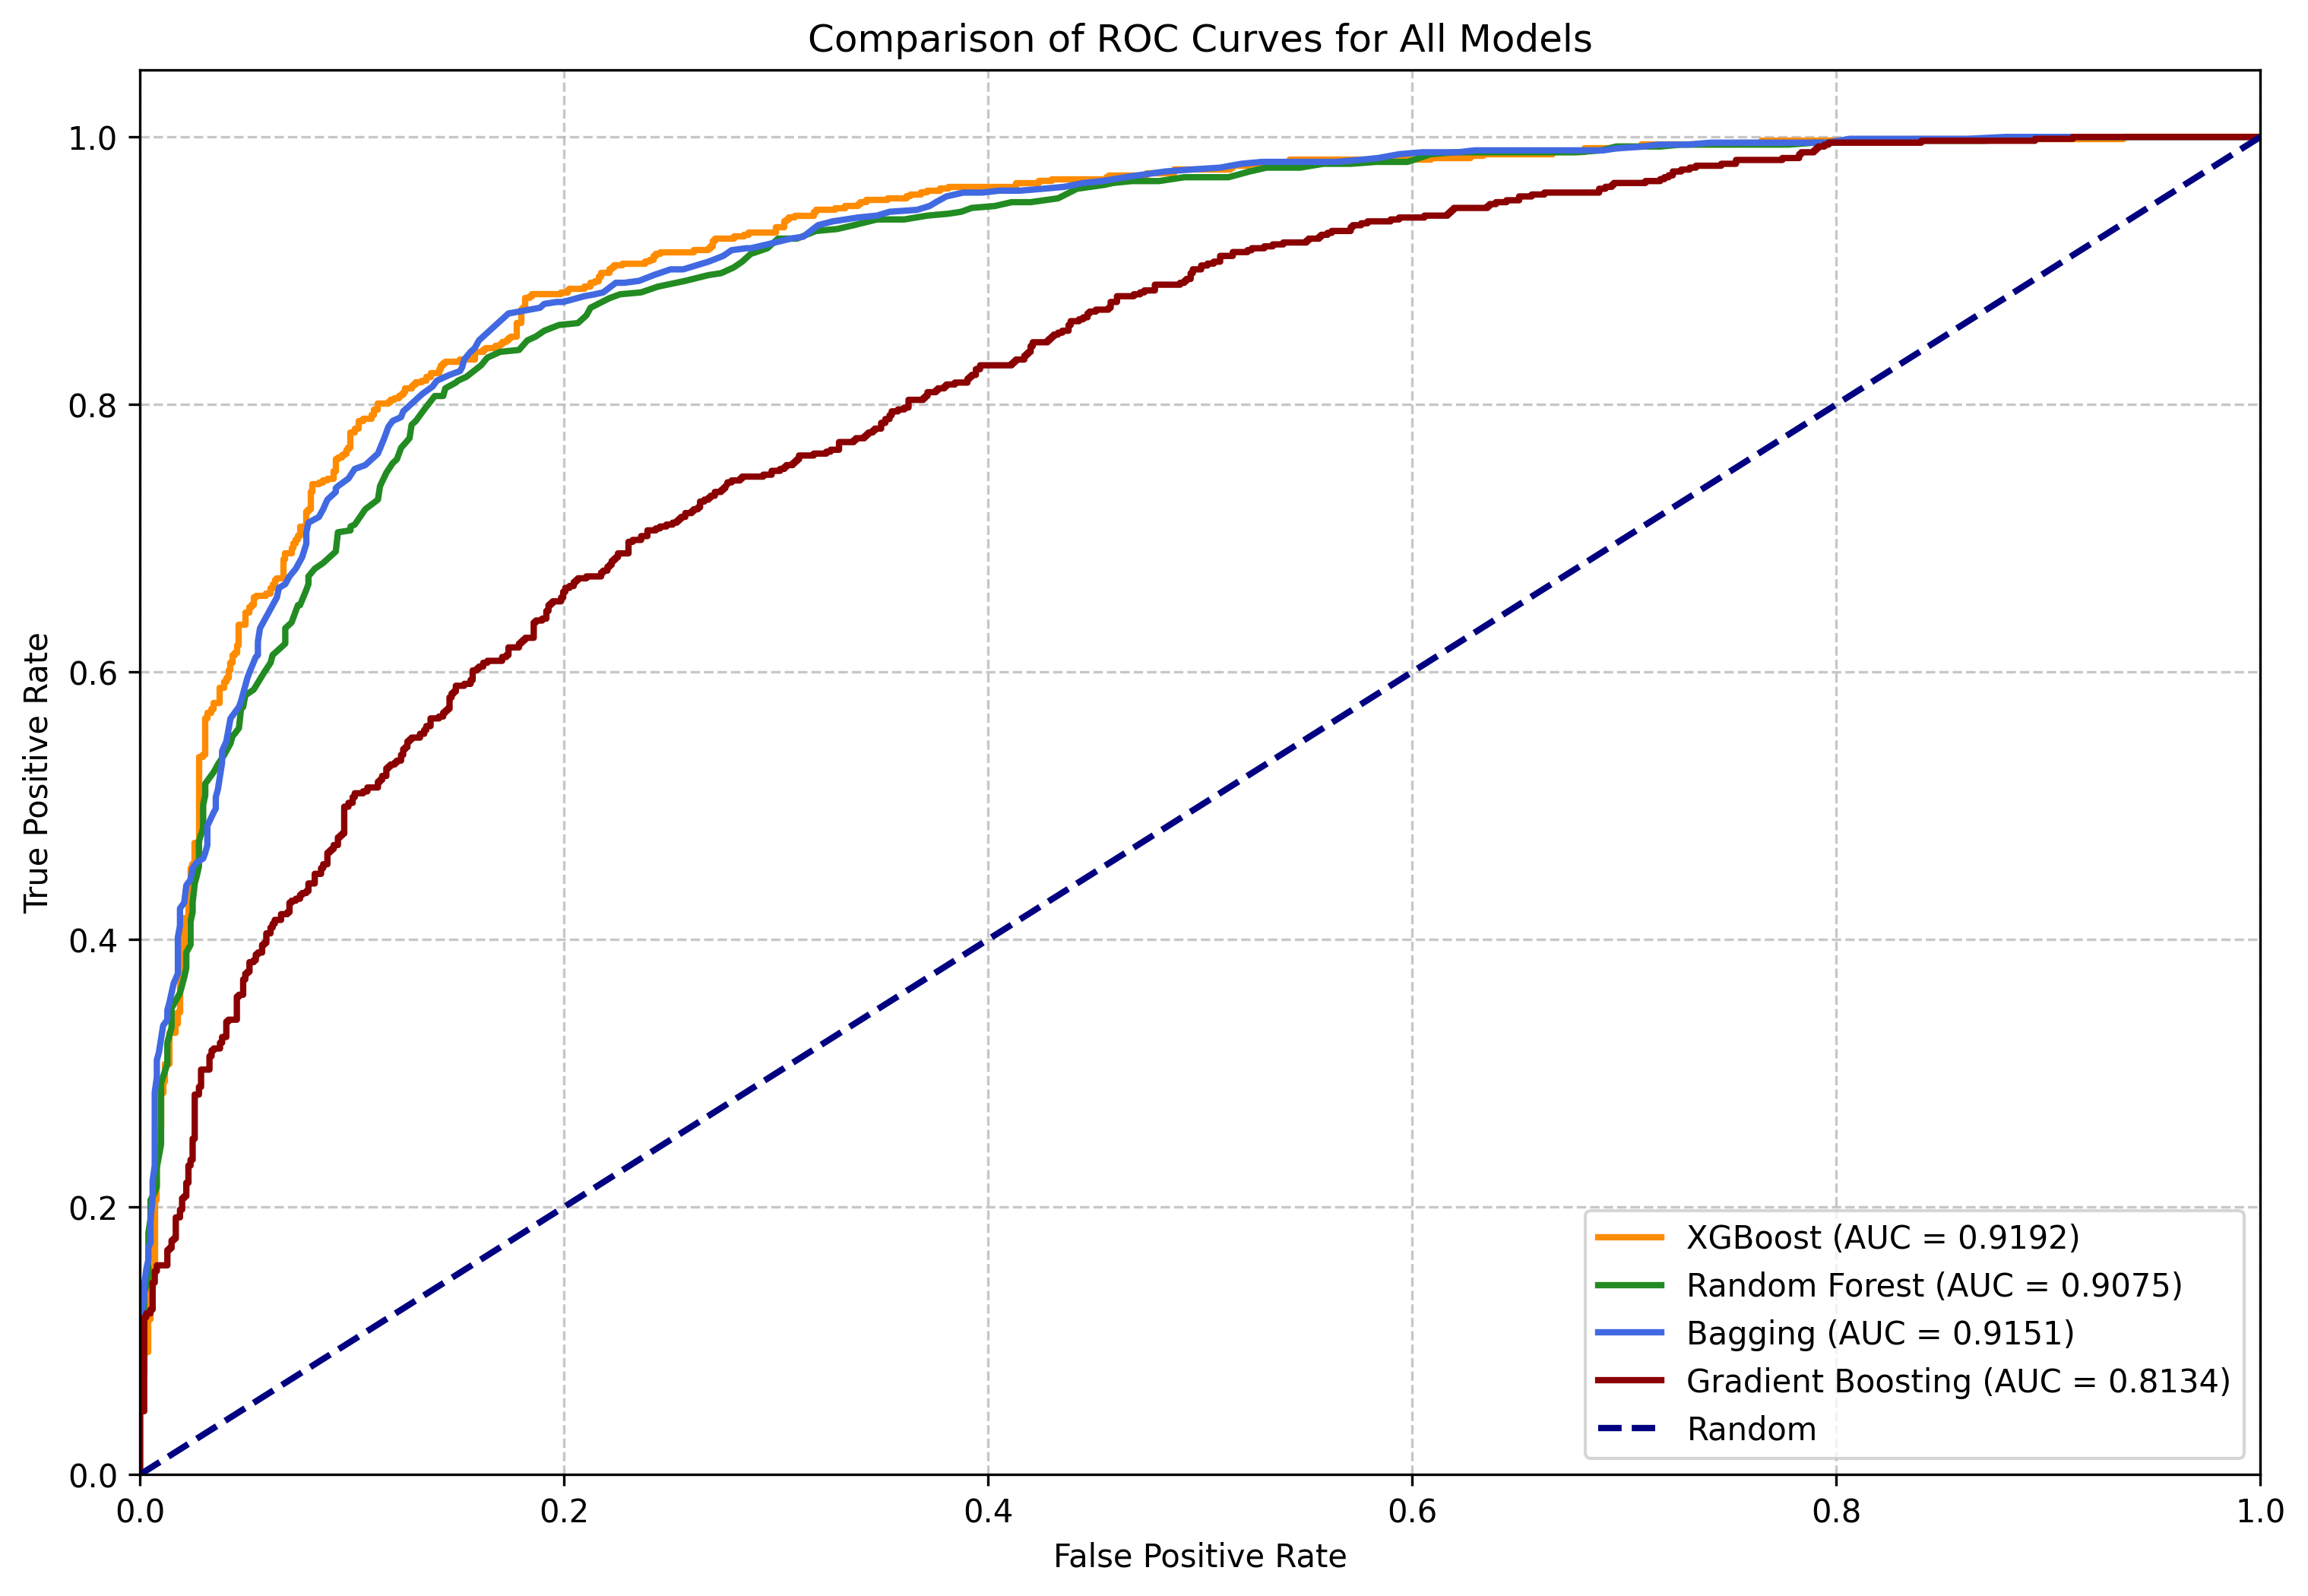 Comparison of ROC Curves for All Models
True Positive Rate
1.0
0.8
0.6
0.4
0.2
0.0
0.0 0.2 0.4 0.6 0.8 1.0
False Positive Rate
XGBoost (AUC = 0.9192)
Random Forest (AUC = 0.9075)
Bagging (AUC = 0.9151)
Gradient Boosting (AUC = 0.8134)
Random